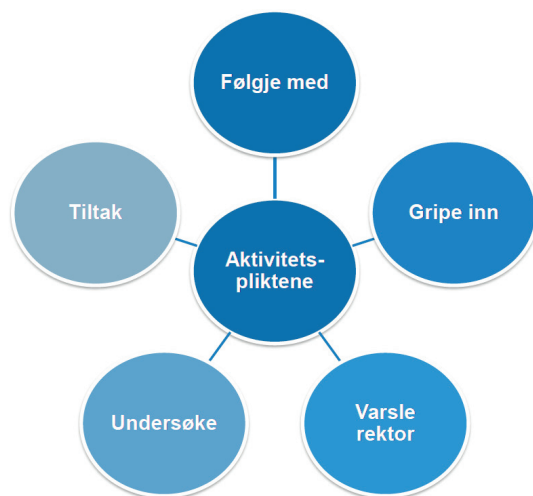 Følgje med
Gripe inn
Varsle
rektor
Undersøke
Tiltak
Aktivitets-
pliktene